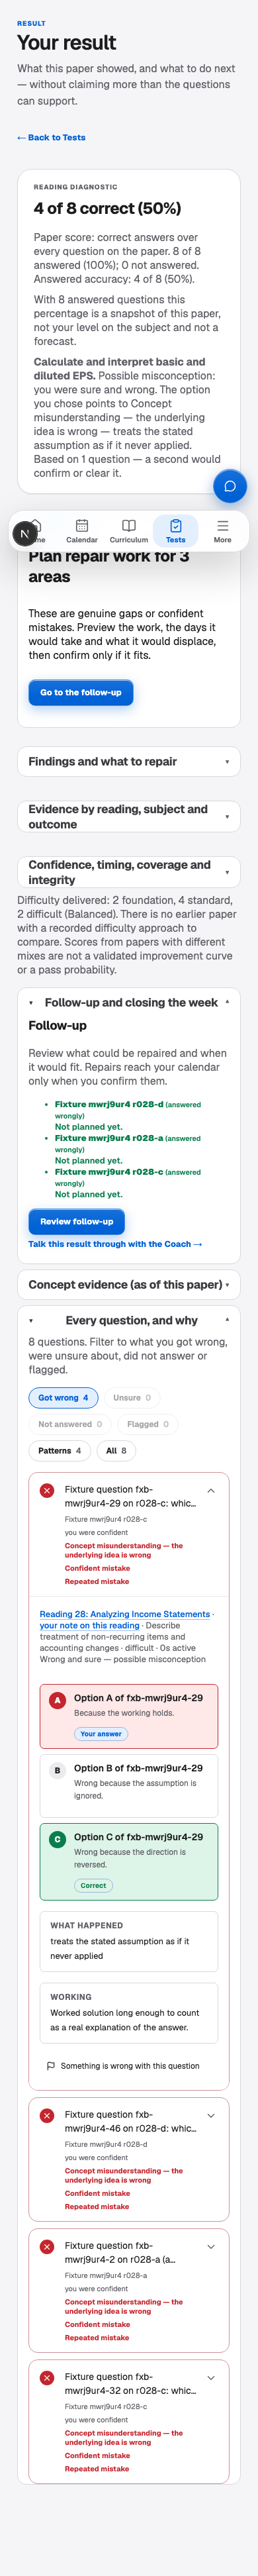 RESULT
Your result
What this paper showed, and what to do next
— without claiming more than the questions
can support.
← Back to Tests
READING DIAGNOSTIC
4 of 8 correct (50%)
Paper score: correct answers over
every question on the paper. 8 of 8
answered (100%); 0 not answered.
Answered accuracy: 4 of 8 (50%).
With 8 answered questions this
percentage is a snapshot of this paper,
not your level on the subject and not a
forecast.
Calculate and interpret basic and
diluted EPS. Possible misconception:
you were sure and wrong. The option
you chose points to Concept
misunderstanding — the underlying
idea is wrong — treats the stated
assumption as if it never applied.
Based on 1 question — a second would
confirm or clear it.
N
Calendar
Curriculum
Tests
More
Plan repair work for 3
areas
These are genuine gaps or confident
mistakes. Preview the work, the days it
would take and what it would displace,
then confirm only if it fits.
Go to the follow-up
Findings and what to repair
Evidence by reading, subject and
outcome
Confidence, timing, coverage and
integrity
Difficulty delivered: 2 foundation, 4 standard,
2 difficult (Balanced). There is no earlier paper
with a recorded difficulty approach to
compare. Scores from papers with different
mixes are not a validated improvement curve
or a pass probability.
Follow-up and closing the week
Follow-up
Review what could be repaired and when
it would fit. Repairs reach your calendar
only when you confirm them.
Fixture mwrj9ur4 r028-d (answered
wrongly)
Not planned yet.
Fixture mwrj9ur4 r028-a (answered
wrongly)
Not planned yet.
Fixture mwrj9ur4 r028-c (answered
wrongly)
Not planned yet.
Review follow-up
Talk this result through with the Coach →
Concept evidence (as of this paper)
Every question, and why
8 questions. Filter to what you got wrong,
were unsure about, did not answer or
flagged.
Got wrong 4
Unsure 0
Not answered 0
Flagged 0
Patterns 4
All 8
Fixture question fxb-
mwrj9ur4-29 on r028-c: whic...
Fixture mwrj9ur4 r028-c
you were confident
Concept misunderstanding — the
underlying idea is wrong
Confident mistake
Repeated mistake
Reading 28: Analyzing Income Statements ·
your note on this reading · Describe
treatment of non-recurring items and
accounting changes · difficult · 0s active
Wrong and sure — possible misconception
A
Option A of fxb-mwrj9ur4-29
Because the working holds.
Your answer
B
Option B of fxb-mwrj9ur4-29
Wrong because the assumption is
ignored.
C
Option C of fxb-mwrj9ur4-29
Wrong because the direction is
reversed.
Correct
WHAT HAPPENED
treats the stated assumption as if it
never applied
WORKING
Worked solution long enough to count
as a real explanation of the answer.
Something is wrong with this question
Fixture question fxb-
mwrj9ur4-46 on r028-d: whic...
Fixture mwrj9ur4 r028-d
you were confident
Concept misunderstanding — the
underlying idea is wrong
Confident mistake
Repeated mistake
Fixture question fxb-
mwrj9ur4-2 on r028-a (a...
Fixture mwrj9ur4 r028-a
you were confident
Concept misunderstanding — the
underlying idea is wrong
Confident mistake
Repeated mistake
Fixture question fxb-
mwrj9ur4-32 on r028-c: whic...
Fixture mwrj9ur4 r028-c
you were confident
Concept misunderstanding — the
underlying idea is wrong
Confident mistake
Repeated mistake